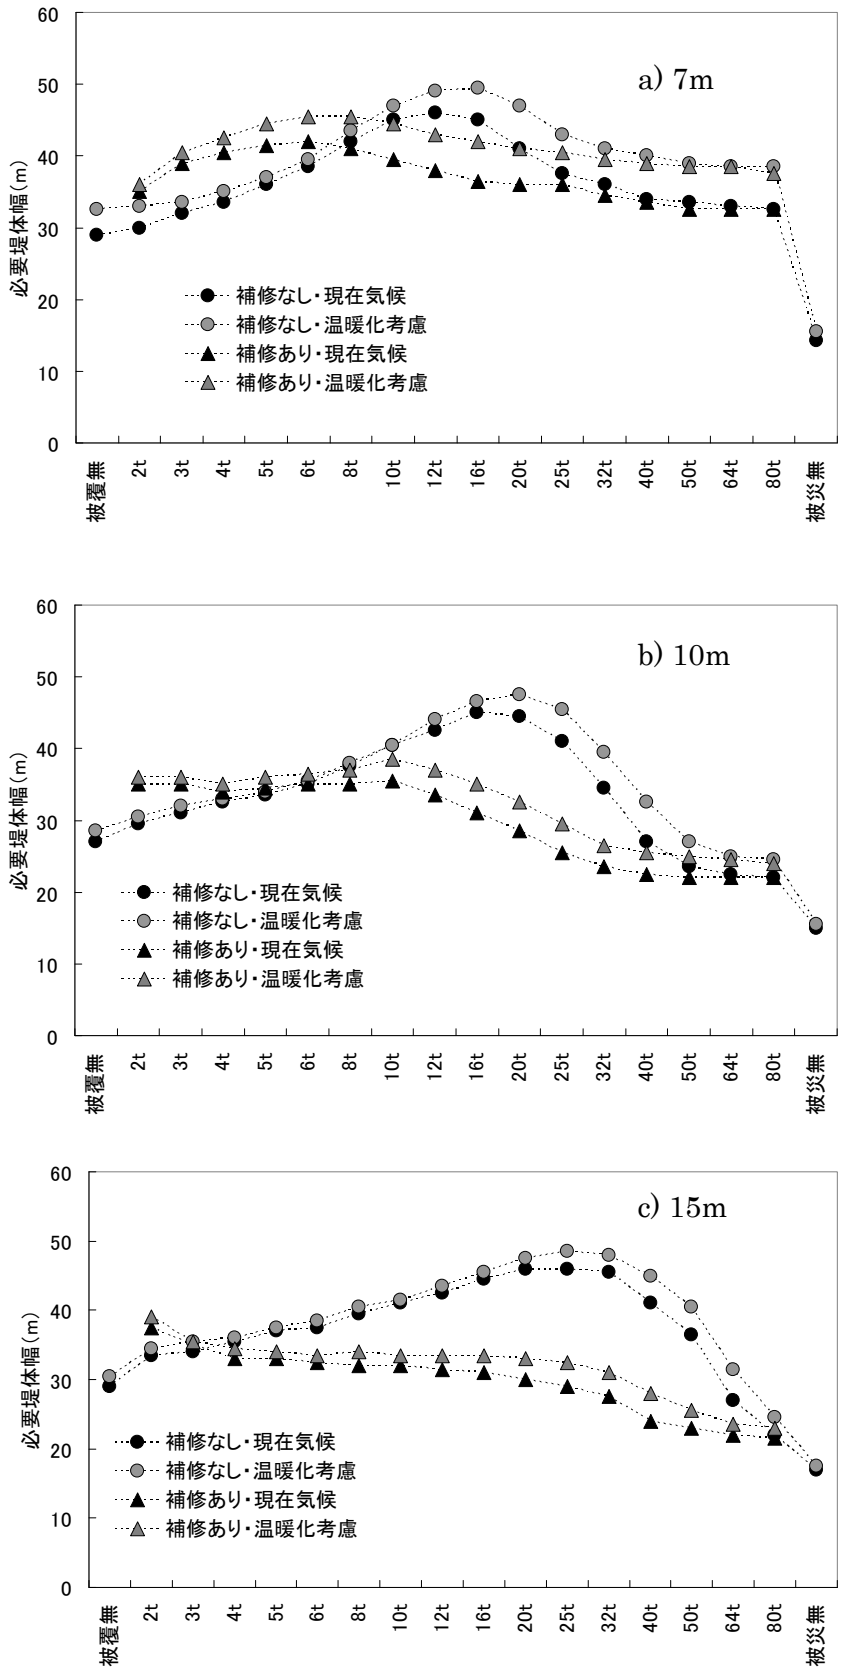 60
50
40
30
20
10
0
必要堤体幅(m)
a) 7m
補修なし・現在気候
補修なし・温暖化考慮
補修あり・現在気候
補修あり・温暖化考慮
被覆無 2t 3t 4t 5t 6t 8t 10t 12t 16t 20t 25t 32t 40t 50t 64t 80t 被災無
60
50
40
30
20
10
0
必要堤体幅(m)
b) 10m
補修なし・現在気候
補修なし・温暖化考慮
補修あり・現在気候
補修あり・温暖化考慮
被覆無 2t 3t 4t 5t 6t 8t 10t 12t 16t 20t 25t 32t 40t 50t 64t 80t 被災無
60
50
40
30
20
10
0
必要堤体幅(m)
c) 15m
補修なし・現在気候
補修なし・温暖化考慮
補修あり・現在気候
補修あり・温暖化考慮
被覆無 2t 3t 4t 5t 6t 8t 10t 12t 16t 20t 25t 32t 40t 50t 64t 80t 被災無